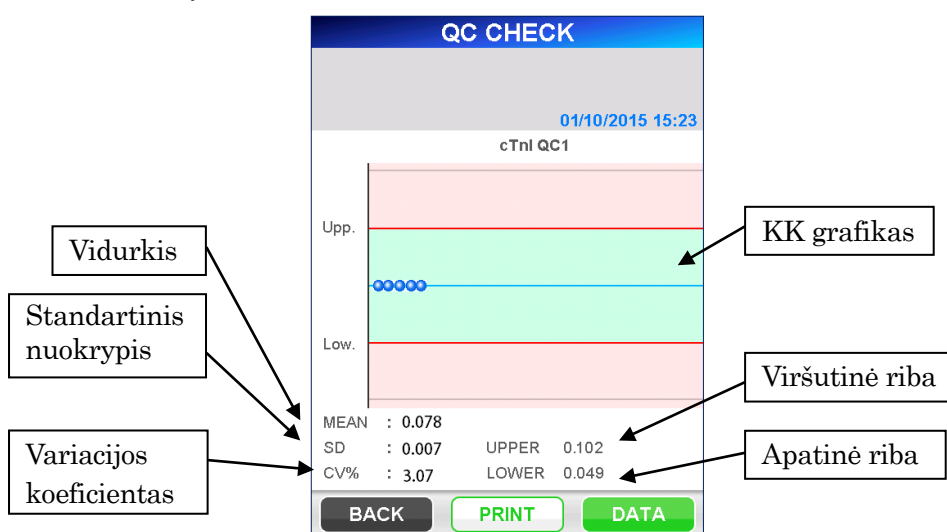 QC CHECK
01/10/2015 15:23
cTnI QC1
Upp.
Low.
MEAN : 0.078
SD : 0.007 UPPER 0.102
CV% : 3.07 LOWER 0.049
BACK PRINT DATA
Vidurkis
Standartinis
nuokrypis
Variacijos
koeficientas
KK grafikas
Viršutinė riba
Apatinė riba